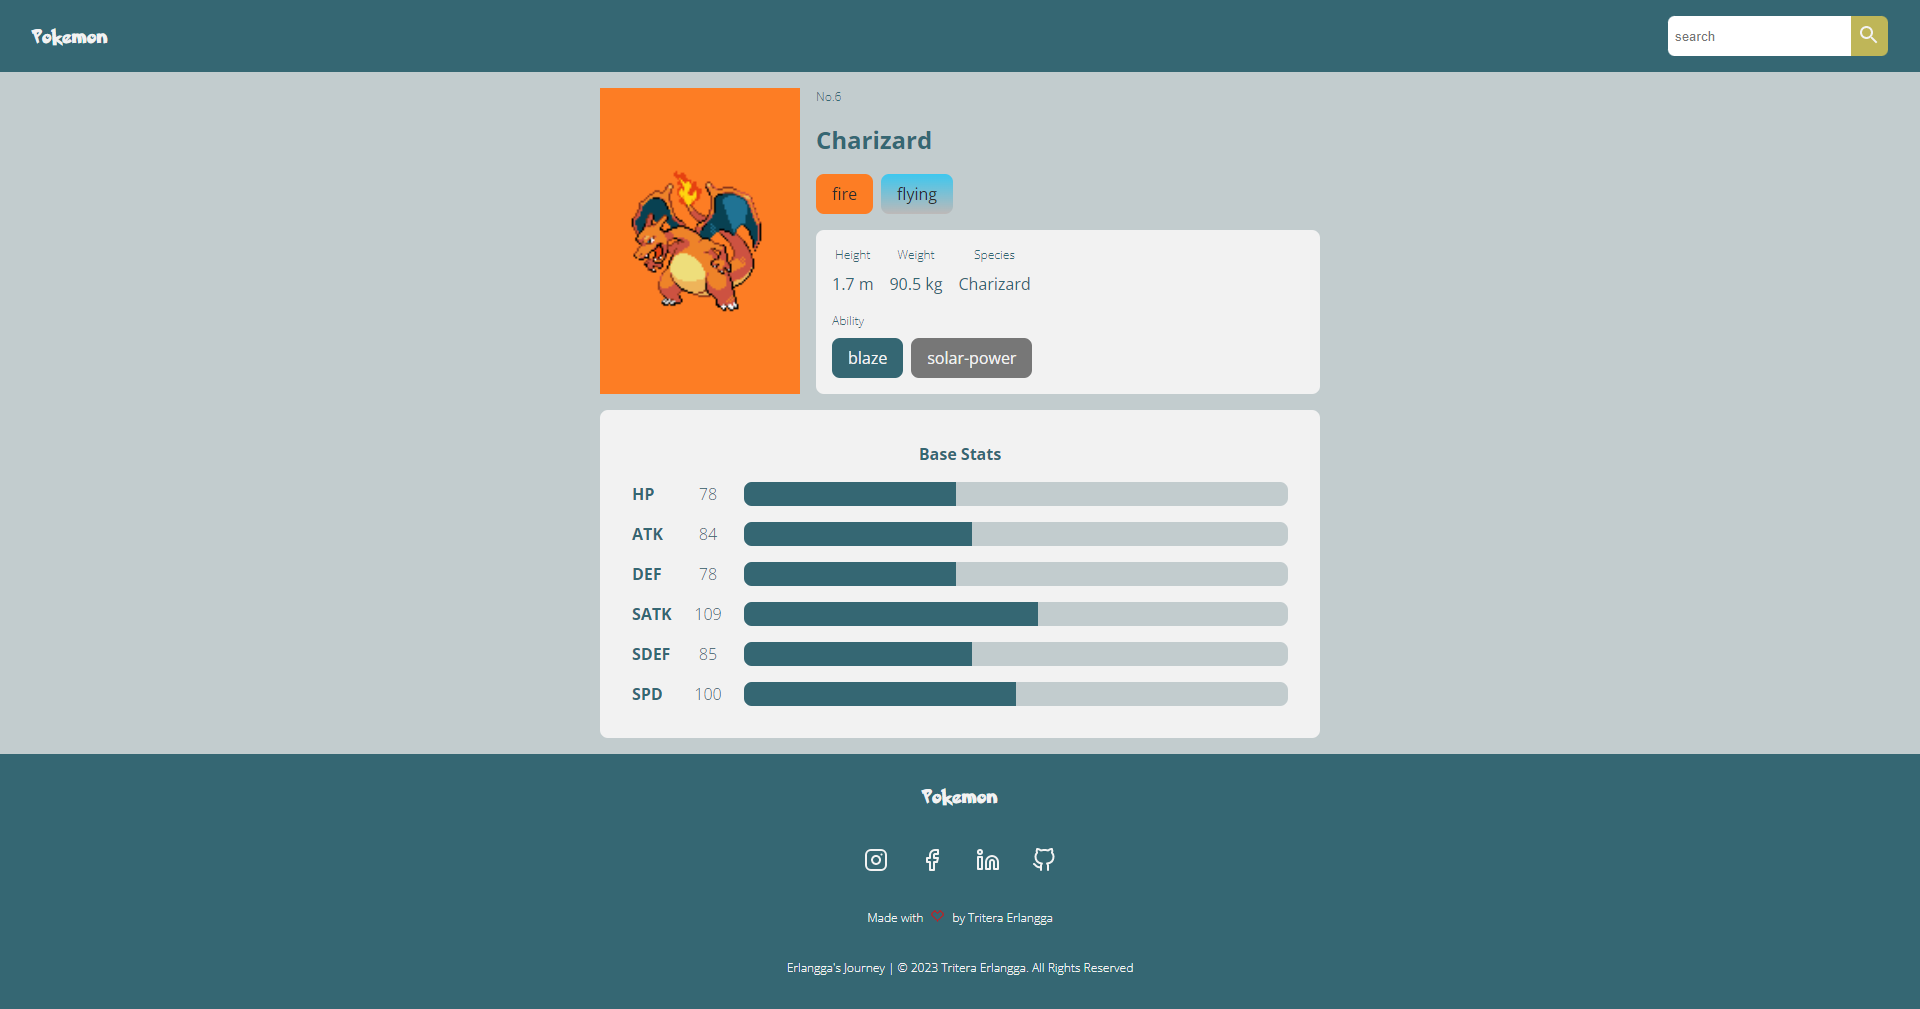 Pokemon
search
No.6
Charizard
fire flying
Height Weight Species
1.7 m 90.5 kg Charizard
Ability
blaze solar-power
Base Stats
HP 78
ATK 84
DEF 78
SATK 109
SDEF 85
SPD 100
Pokemon
Made with by Tritera Erlangga
Erlangga's Journey | © 2023 Tritera Erlangga. All Rights Reserved